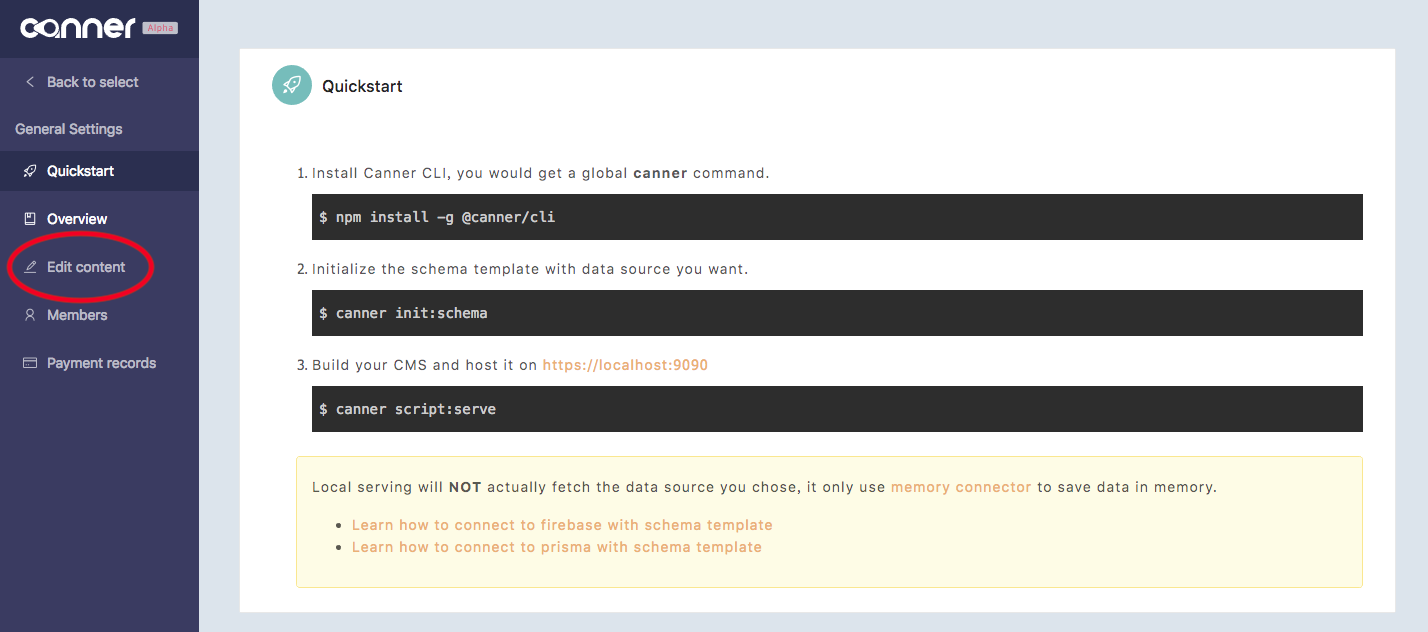 canner Alpha
Back to select
General Settings
Quickstart
Overview
Edit content
Members
Payment records
Quickstart
1. Install Canner CLI, you would get a global canner command.
$ npm install -g @canner/cli
2. Initialize the schema template with data source you want.
$ canner init:schema
3. Build your CMS and host it on https://localhost:9090
$ canner script:serve
Local serving will NOT actually fetch the data source you chose, it only use memory connector to save data in memory.
• Learn how to connect to firebase with schema template
• Learn how to connect to prisma with schema template